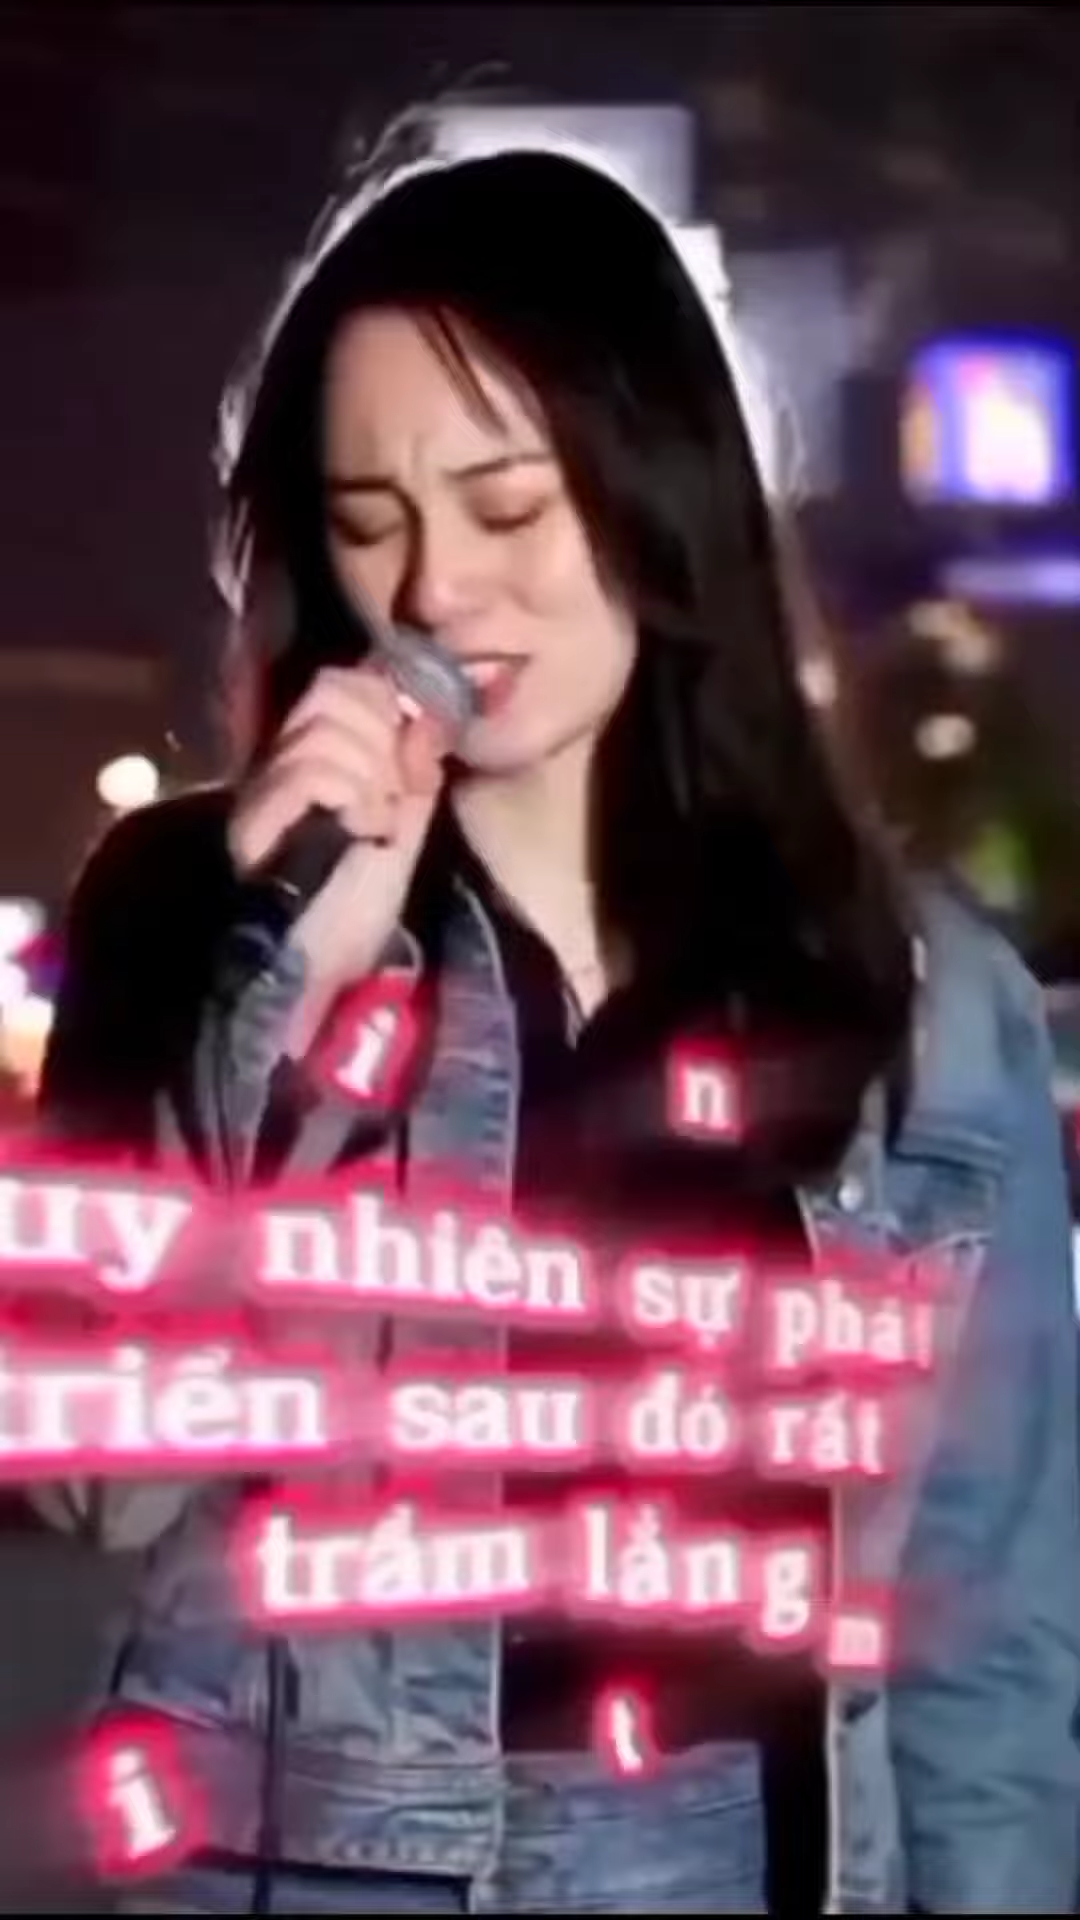 i n
uy nhiên sự phát
triển sau đó rất
trầm lắng
m
t
i